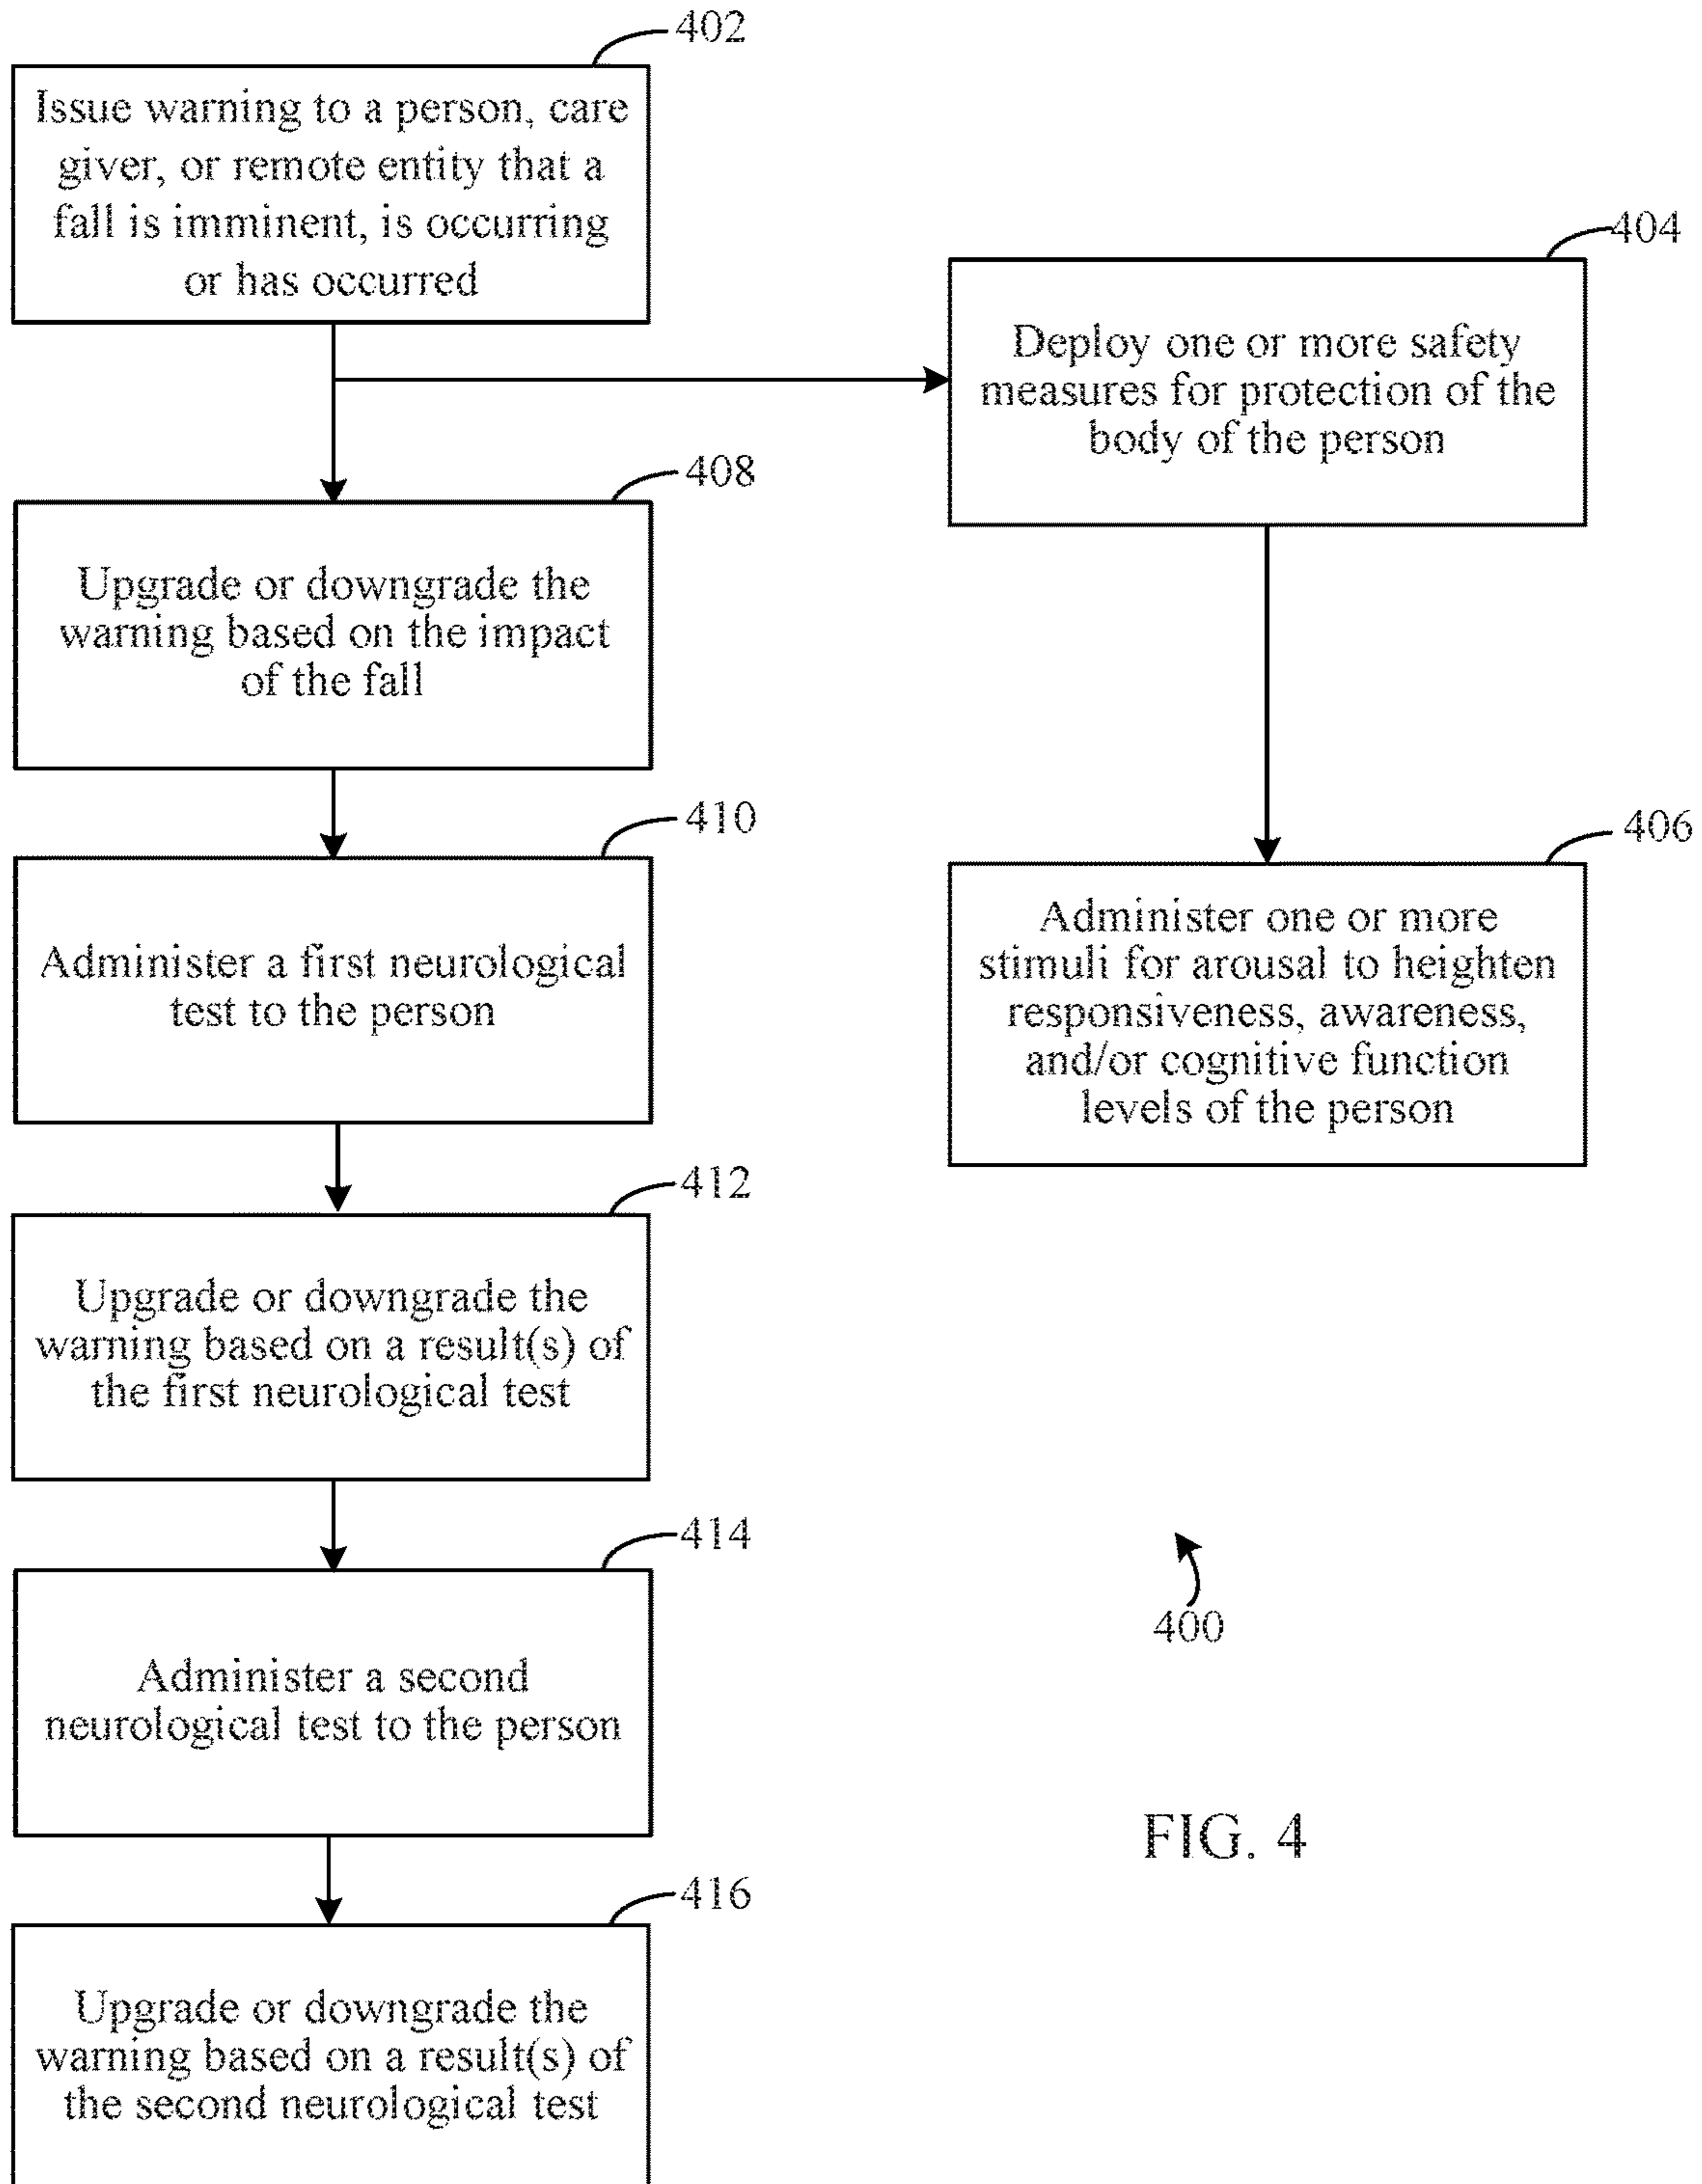 402
Issue warning to a person, care
giver, or remote entity that a
fall is imminent, is occurring
or has occurred
404
Deploy one or more safety
measures for protection of the
body of the person
408
Upgrade or downgrade the
warning based on the impact
of the fall
406
Administer one or more
stimuli for arousal to heighten
responsiveness, awareness,
and/or cognitive function
levels of the person
410
Administer a first neurological
test to the person
412
Upgrade or downgrade the
warning based on a result(s) of
the first neurological test
414
Administer a second
neurological test to the person
400
416
Upgrade or downgrade the
warning based on a result(s) of
the second neurological test
FIG. 4